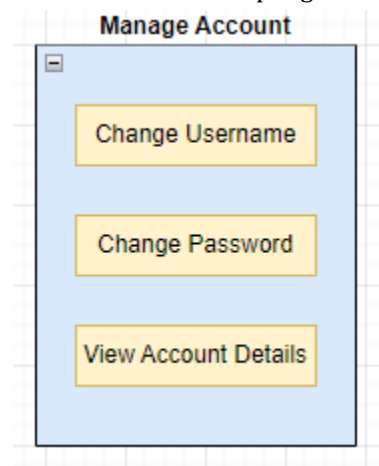 Manage Account
Change Username
Change Password
View Account Details